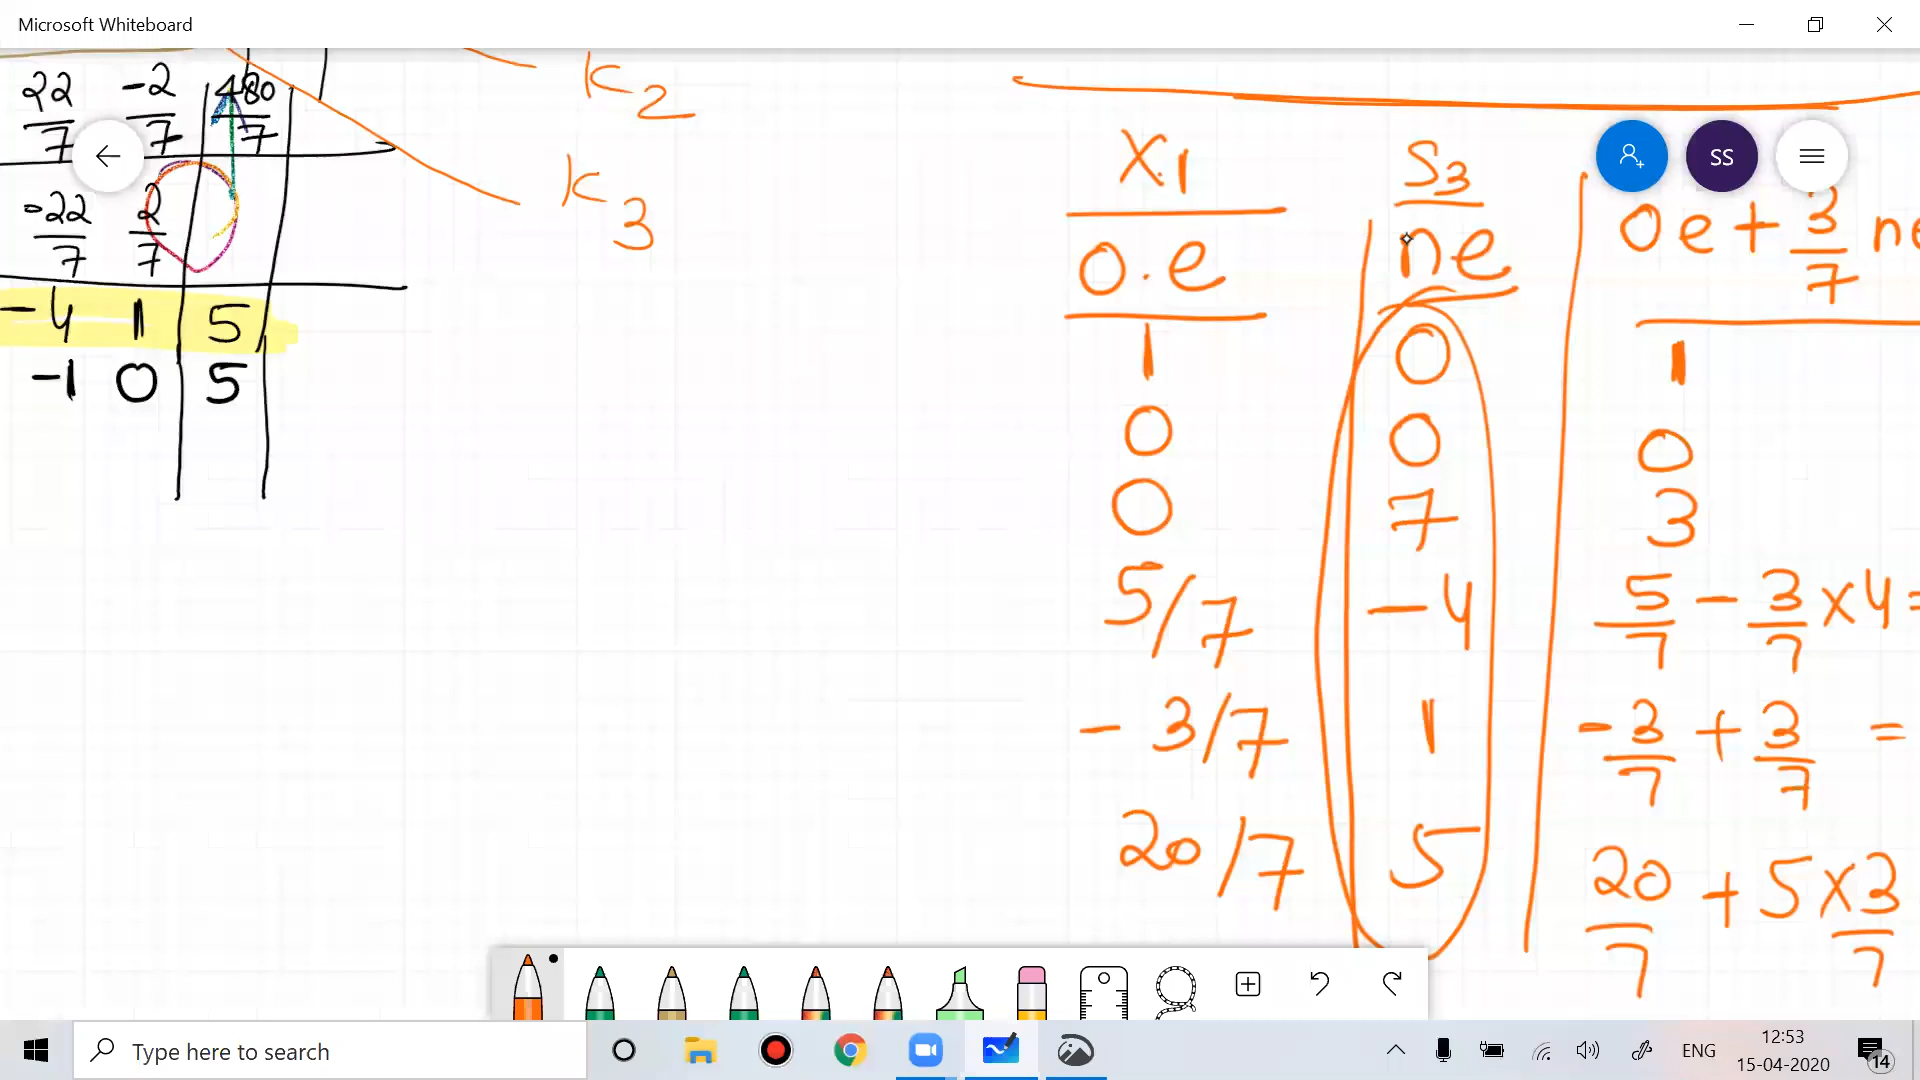 Microsoft Whiteboard
22/7 -2/7 480/7
-22/7 2/7
-4 1 5
-1 0 5
K2
K3
X1 S3
0.e ne 0e + 3/7 ne
1 0 1
0 0 0
0 7 3
5/7 -4 5/7 - 3/7 x4=
-3/7 1 -3/7 + 3/7 =
20/7 5 20/7 + 5x3/7
SS
Type here to search
ENG
12:53
15-04-2020
14